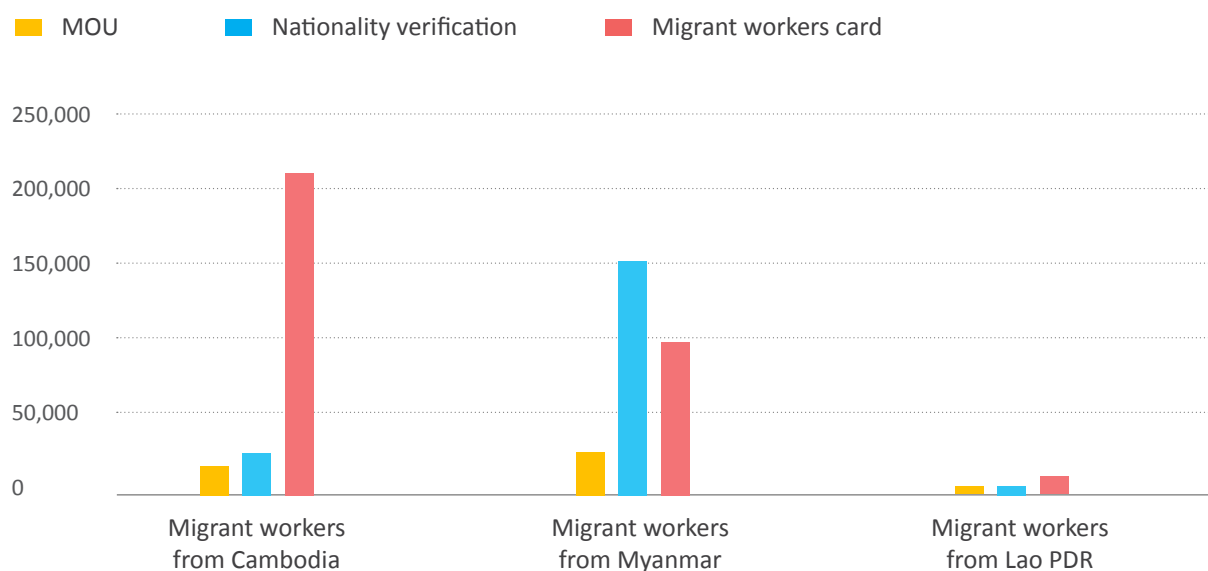 MOU
Nationality verification
Migrant workers card
250,000
200,000
150,000
100,000
50,000
0
Migrant workers
from Cambodia
Migrant workers
from Myanmar
Migrant workers
from Lao PDR